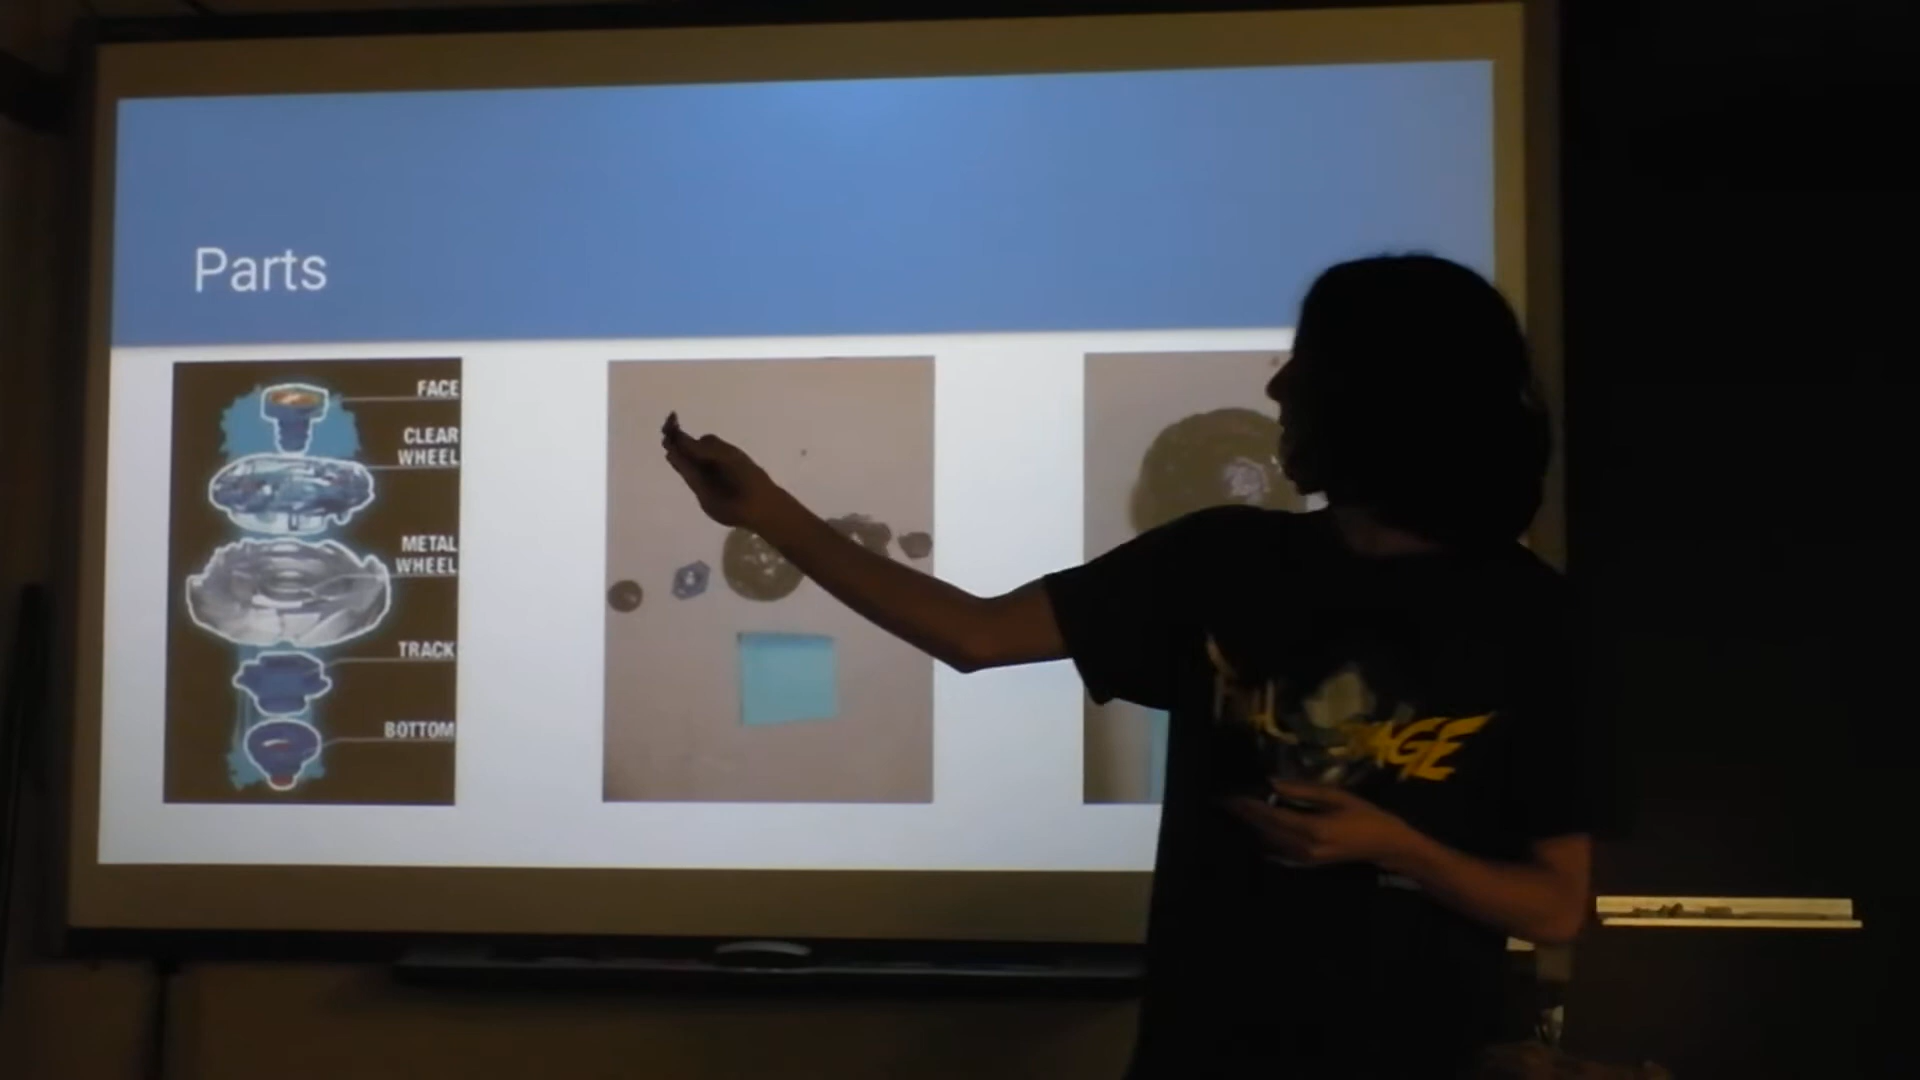 Parts
FACE
CLEAR
WHEEL
METAL
WHEEL
TRACK
BOTTOM